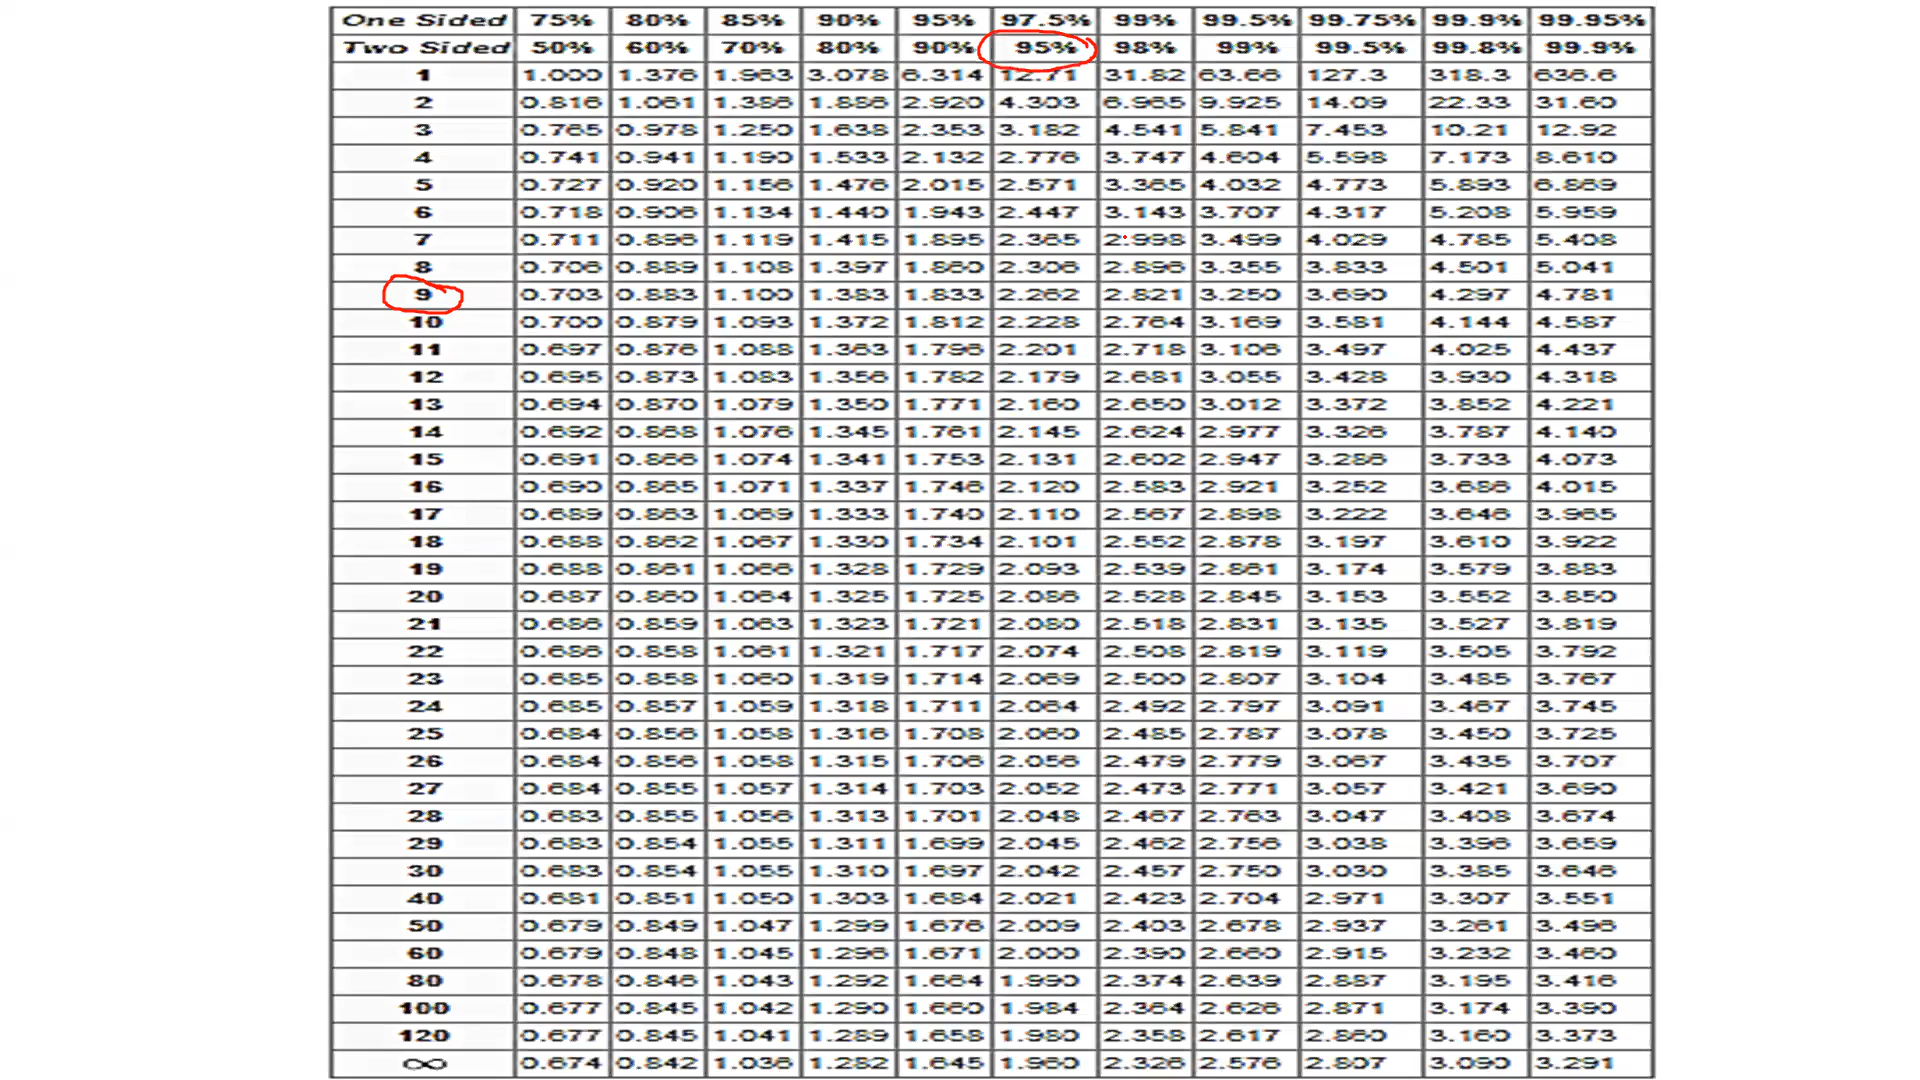 One Sided 75% 80% 85% 90% 95% 97.5% 99% 99.5% 99.75% 99.9% 99.95%
Two Sided 50% 60% 70% 80% 90% 95% 98% 99% 99.5% 99.8% 99.9%
1 1.000 1.376 1.963 3.078 6.314 12.71 31.82 63.66 127.3 318.3 636.6
2 0.816 1.061 1.386 1.886 2.920 4.303 6.965 9.925 14.09 22.33 31.60
3 0.765 0.978 1.250 1.638 2.353 3.182 4.541 5.841 7.453 10.21 12.92
4 0.741 0.941 1.190 1.533 2.132 2.776 3.747 4.604 5.598 7.173 8.610
5 0.727 0.920 1.156 1.476 2.015 2.571 3.365 4.032 4.773 5.893 6.869
6 0.718 0.906 1.134 1.440 1.943 2.447 3.143 3.707 4.317 5.208 5.959
7 0.711 0.896 1.119 1.415 1.895 2.365 2.998 3.499 4.029 4.785 5.408
8 0.706 0.889 1.108 1.397 1.860 2.306 2.896 3.355 3.833 4.501 5.041
9 0.703 0.883 1.100 1.383 1.833 2.262 2.821 3.250 3.690 4.297 4.781
10 0.700 0.879 1.093 1.372 1.812 2.228 2.764 3.169 3.581 4.144 4.587
11 0.697 0.876 1.088 1.363 1.796 2.201 2.718 3.106 3.497 4.025 4.437
12 0.695 0.873 1.083 1.356 1.782 2.179 2.681 3.055 3.428 3.930 4.318
13 0.694 0.870 1.079 1.350 1.771 2.160 2.650 3.012 3.372 3.852 4.221
14 0.692 0.868 1.076 1.345 1.761 2.145 2.624 2.977 3.326 3.787 4.140
15 0.691 0.866 1.074 1.341 1.753 2.131 2.602 2.947 3.286 3.733 4.073
16 0.690 0.865 1.071 1.337 1.746 2.120 2.583 2.921 3.252 3.686 4.015
17 0.689 0.863 1.069 1.333 1.740 2.110 2.567 2.898 3.222 3.646 3.965
18 0.688 0.862 1.067 1.330 1.734 2.101 2.552 2.878 3.197 3.610 3.922
19 0.688 0.861 1.066 1.328 1.729 2.093 2.539 2.861 3.174 3.579 3.883
20 0.687 0.860 1.064 1.325 1.725 2.086 2.528 2.845 3.153 3.552 3.850
21 0.686 0.859 1.063 1.323 1.721 2.080 2.518 2.831 3.135 3.527 3.819
22 0.686 0.858 1.061 1.321 1.717 2.074 2.508 2.819 3.119 3.505 3.792
23 0.685 0.858 1.060 1.319 1.714 2.069 2.500 2.807 3.104 3.485 3.767
24 0.685 0.857 1.059 1.318 1.711 2.064 2.492 2.797 3.091 3.467 3.745
25 0.684 0.856 1.058 1.316 1.708 2.060 2.485 2.787 3.078 3.450 3.725
26 0.684 0.856 1.058 1.315 1.706 2.056 2.479 2.779 3.067 3.435 3.707
27 0.684 0.855 1.057 1.314 1.703 2.052 2.473 2.771 3.057 3.421 3.690
28 0.683 0.855 1.056 1.313 1.701 2.048 2.467 2.763 3.047 3.408 3.674
29 0.683 0.854 1.055 1.311 1.699 2.045 2.462 2.756 3.038 3.396 3.659
30 0.683 0.854 1.055 1.310 1.697 2.042 2.457 2.750 3.030 3.385 3.646
40 0.681 0.851 1.050 1.303 1.684 2.021 2.423 2.704 2.971 3.307 3.551
50 0.679 0.849 1.047 1.299 1.676 2.009 2.403 2.678 2.937 3.261 3.496
60 0.679 0.848 1.045 1.296 1.671 2.000 2.390 2.660 2.915 3.232 3.460
80 0.678 0.846 1.043 1.292 1.664 1.990 2.374 2.639 2.887 3.195 3.416
100 0.677 0.845 1.042 1.290 1.660 1.984 2.364 2.626 2.871 3.174 3.390
120 0.677 0.845 1.041 1.289 1.658 1.980 2.358 2.617 2.860 3.160 3.373
∞ 0.674 0.842 1.036 1.282 1.645 1.960 2.326 2.576 2.807 3.090 3.291